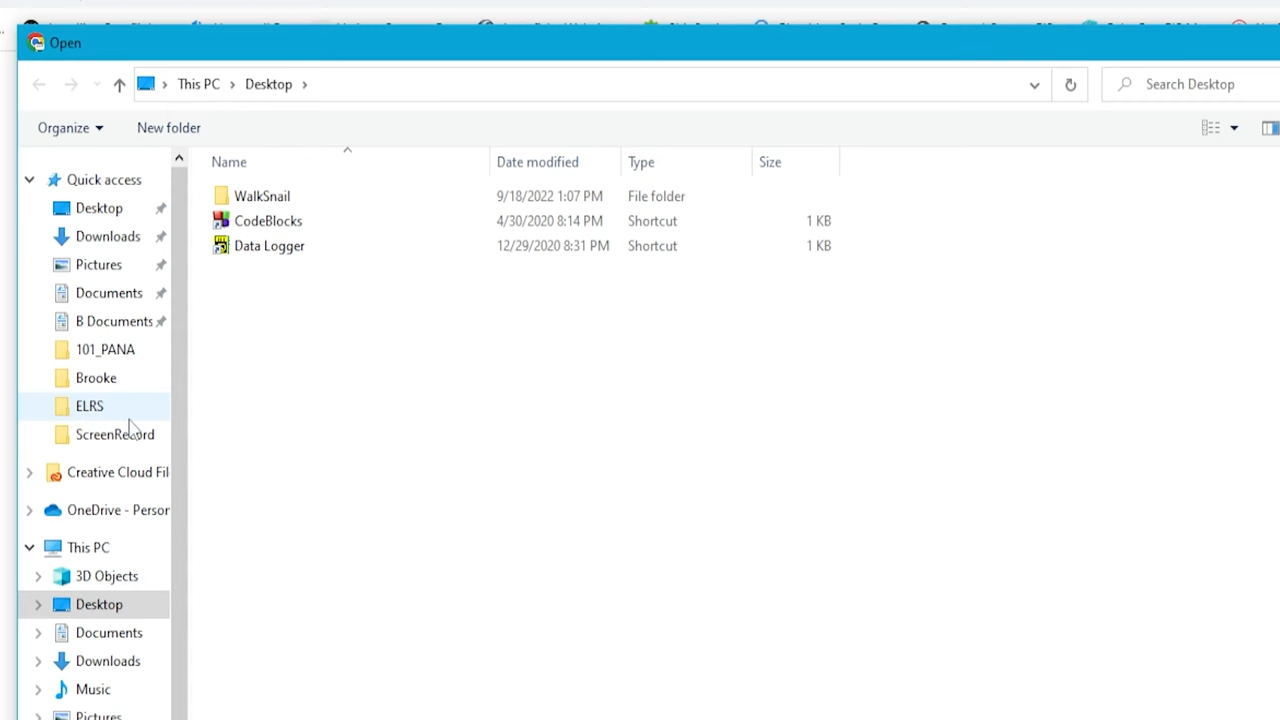 Open
This PC
Desktop
Search Desktop
Organize
New folder
Name
Date modified
Type
Size
Quick access
Desktop
Downloads
Pictures
Documents
B Documents
101_PANA
Brooke
ELRS
ScreenRecord
Creative Cloud Fil
OneDrive - Person
This PC
3D Objects
Desktop
Documents
Downloads
Music
Pictures
WalkSnail 9/18/2022 1:07 PM File folder
CodeBlocks 4/30/2020 8:14 PM Shortcut 1 KB
Data Logger 12/29/2020 8:31 PM Shortcut 1 KB